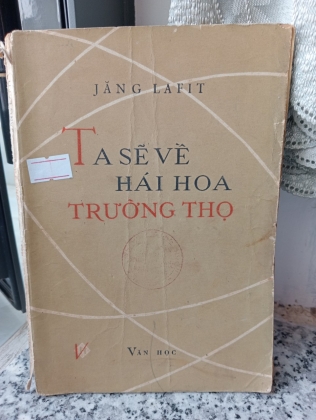 JĂNG LAFIT
TA SẼ VỀ
HÁI HOA
TRƯỜNG THỌ
VĂN HỌC